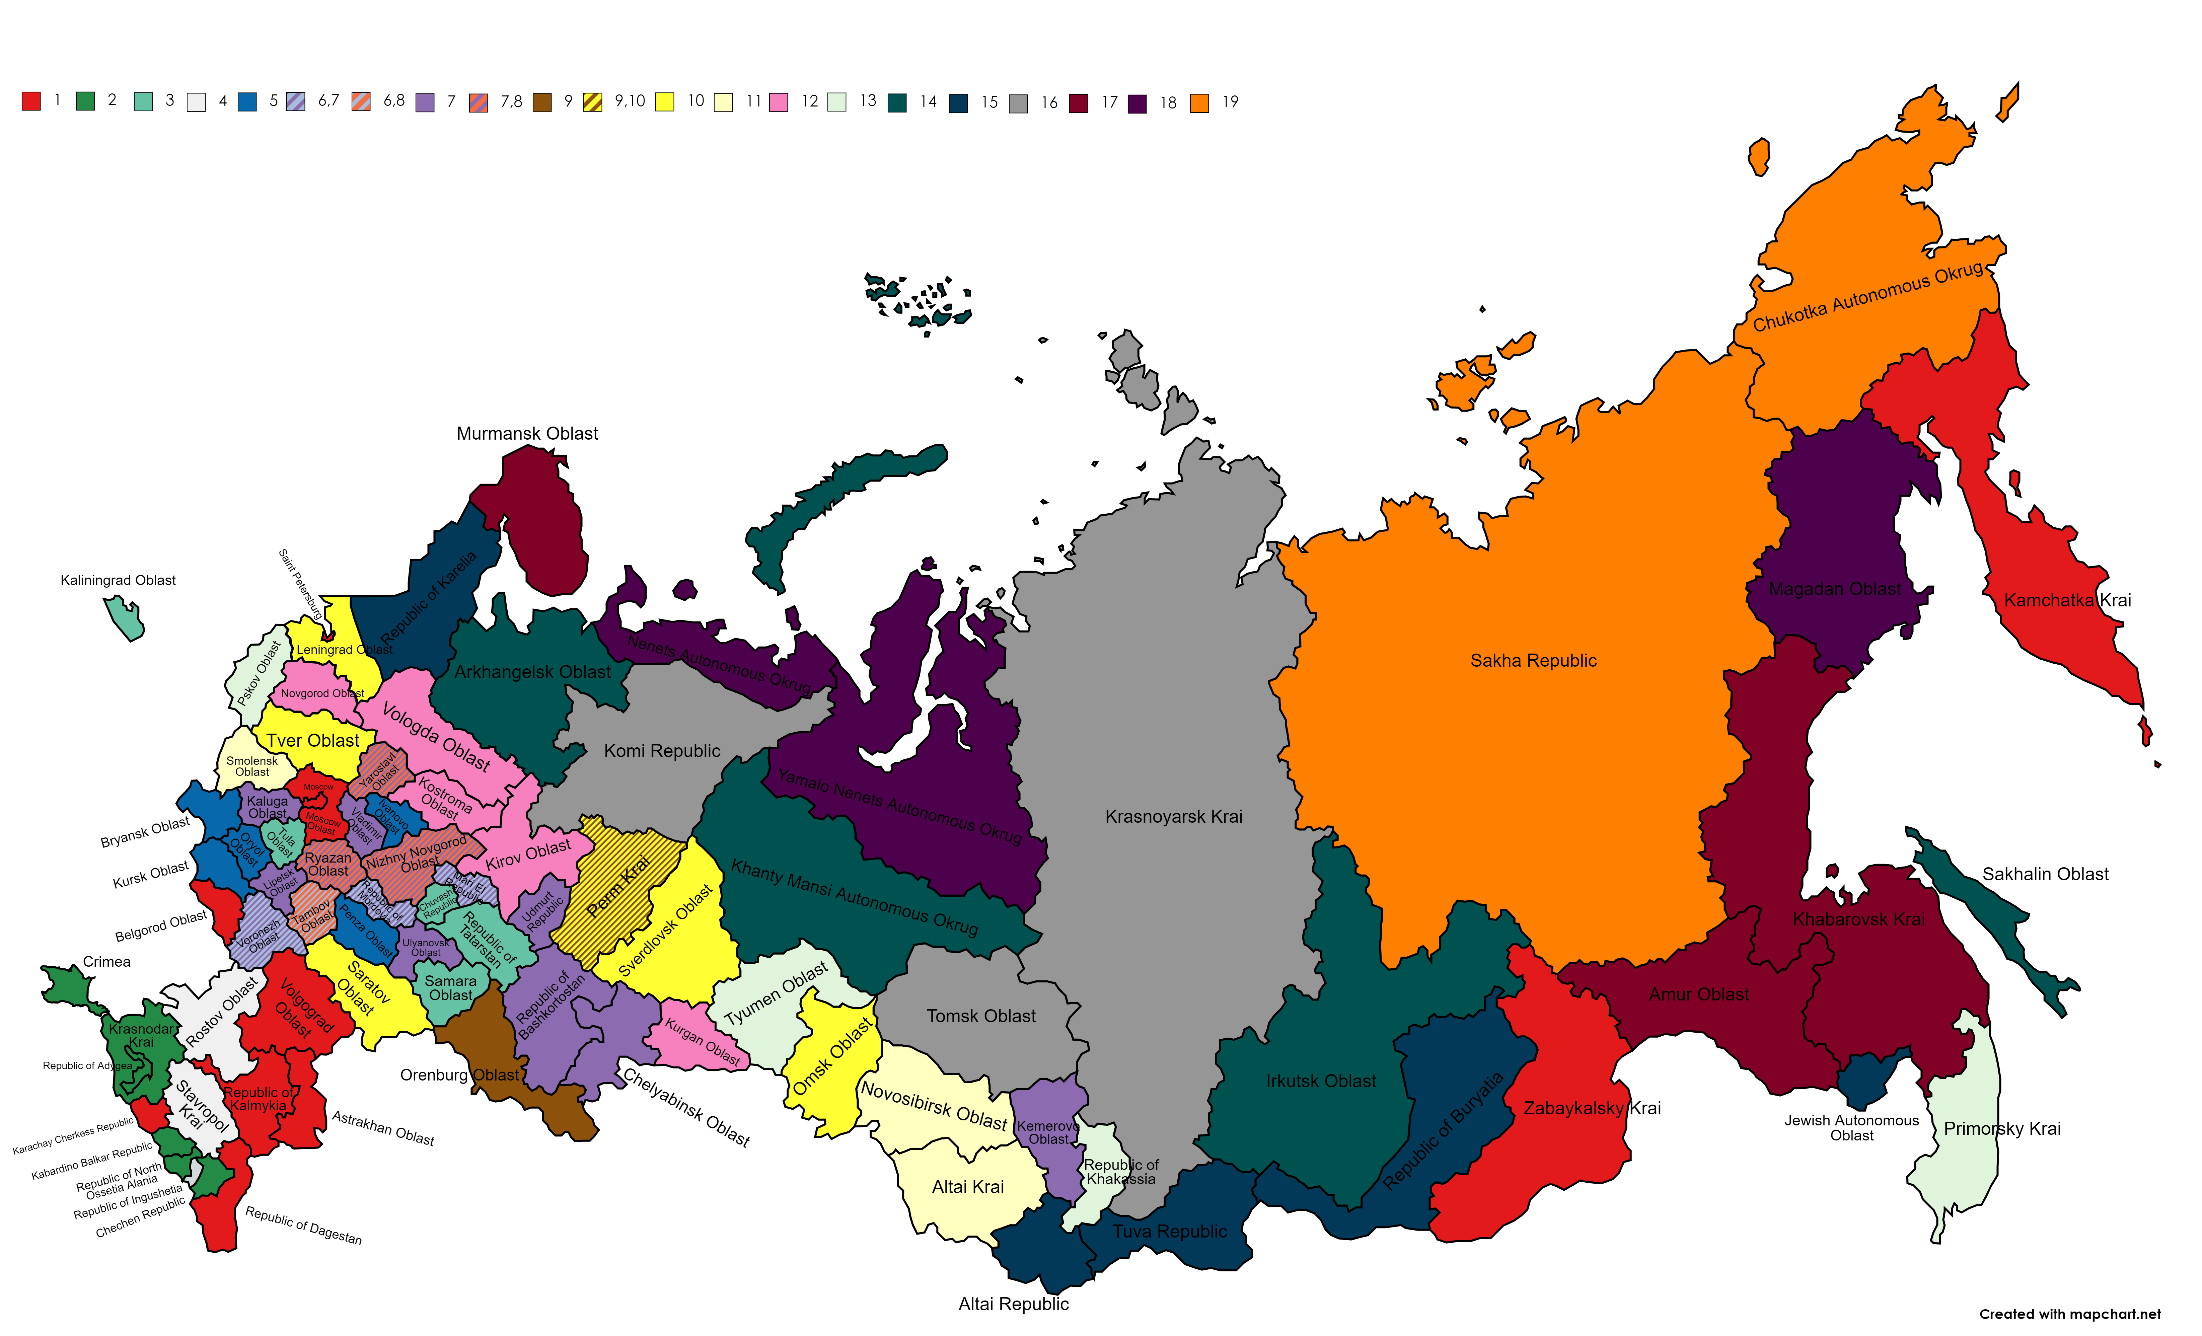 1 2 3 4 5 6,7 6,8 7 7,8 9 9,10 10 11 12 13 14 15 16 17 18 19
Chukotka Autonomous Okrug
Murmansk Oblast
Kaliningrad Oblast
Saint Petersburg
Republic of Karelia
Magadan Oblast
Kamchatka Krai
Leningrad Oblast
Pskov Oblast
Novgorod Oblast
Arkhangelsk Oblast
Nenets Autonomous Okrug
Sakha Republic
Vologda Oblast
Tver Oblast
Komi Republic
Smolensk
Oblast
Yaroslavl
Oblast
Yamalo Nenets Autonomous Okrug
Krasnoyarsk Krai
Moscow
Kostroma
Oblast
Kaluga
Oblast
Moscow
Oblast
Vladimir
Oblast
Ivanovo
Oblast
Bryansk Oblast
Oryol
Oblast
Tula
Oblast
Ryazan
Oblast
Nizhny Novgorod
Oblast
Kirov Oblast
Perm Krai
Sverdlovsk Oblast
Khanty Mansi Autonomous Okrug
Sakhalin Oblast
Kursk Oblast
Lipetsk
Oblast
Republic of
Mordovia
Mari El
Republic
Chuvash
Republic
Udmurt
Republic
Belgorod Oblast
Voronezh
Oblast
Tambov
Oblast
Penza Oblast
Ulyanovsk
Oblast
Republic of
Tatarstan
Khabarovsk Krai
Crimea
Saratov
Oblast
Samara
Oblast
Republic of
Bashkortostan
Tyumen Oblast
Amur Oblast
Krasnodar
Krai
Rostov Oblast
Volgograd
Oblast
Kurgan Oblast
Omsk Oblast
Tomsk Oblast
Republic of Adygea
Orenburg Oblast
Chelyabinsk Oblast
Irkutsk Oblast
Republic of
Kalmykia
Stavropol
Krai
Astrakhan Oblast
Novosibirsk Oblast
Kemerovo
Oblast
Republic of Buryatia
Zabaykalsky Krai
Jewish Autonomous
Oblast
Primorsky Krai
Karachay Cherkess Republic
Kabardino Balkar Republic
Republic of North
Ossetia Alania
Republic of Ingushetia
Chechen Republic
Republic of Dagestan
Altai Krai
Republic of
Khakassia
Tuva Republic
Altai Republic
Created with mapchart.net